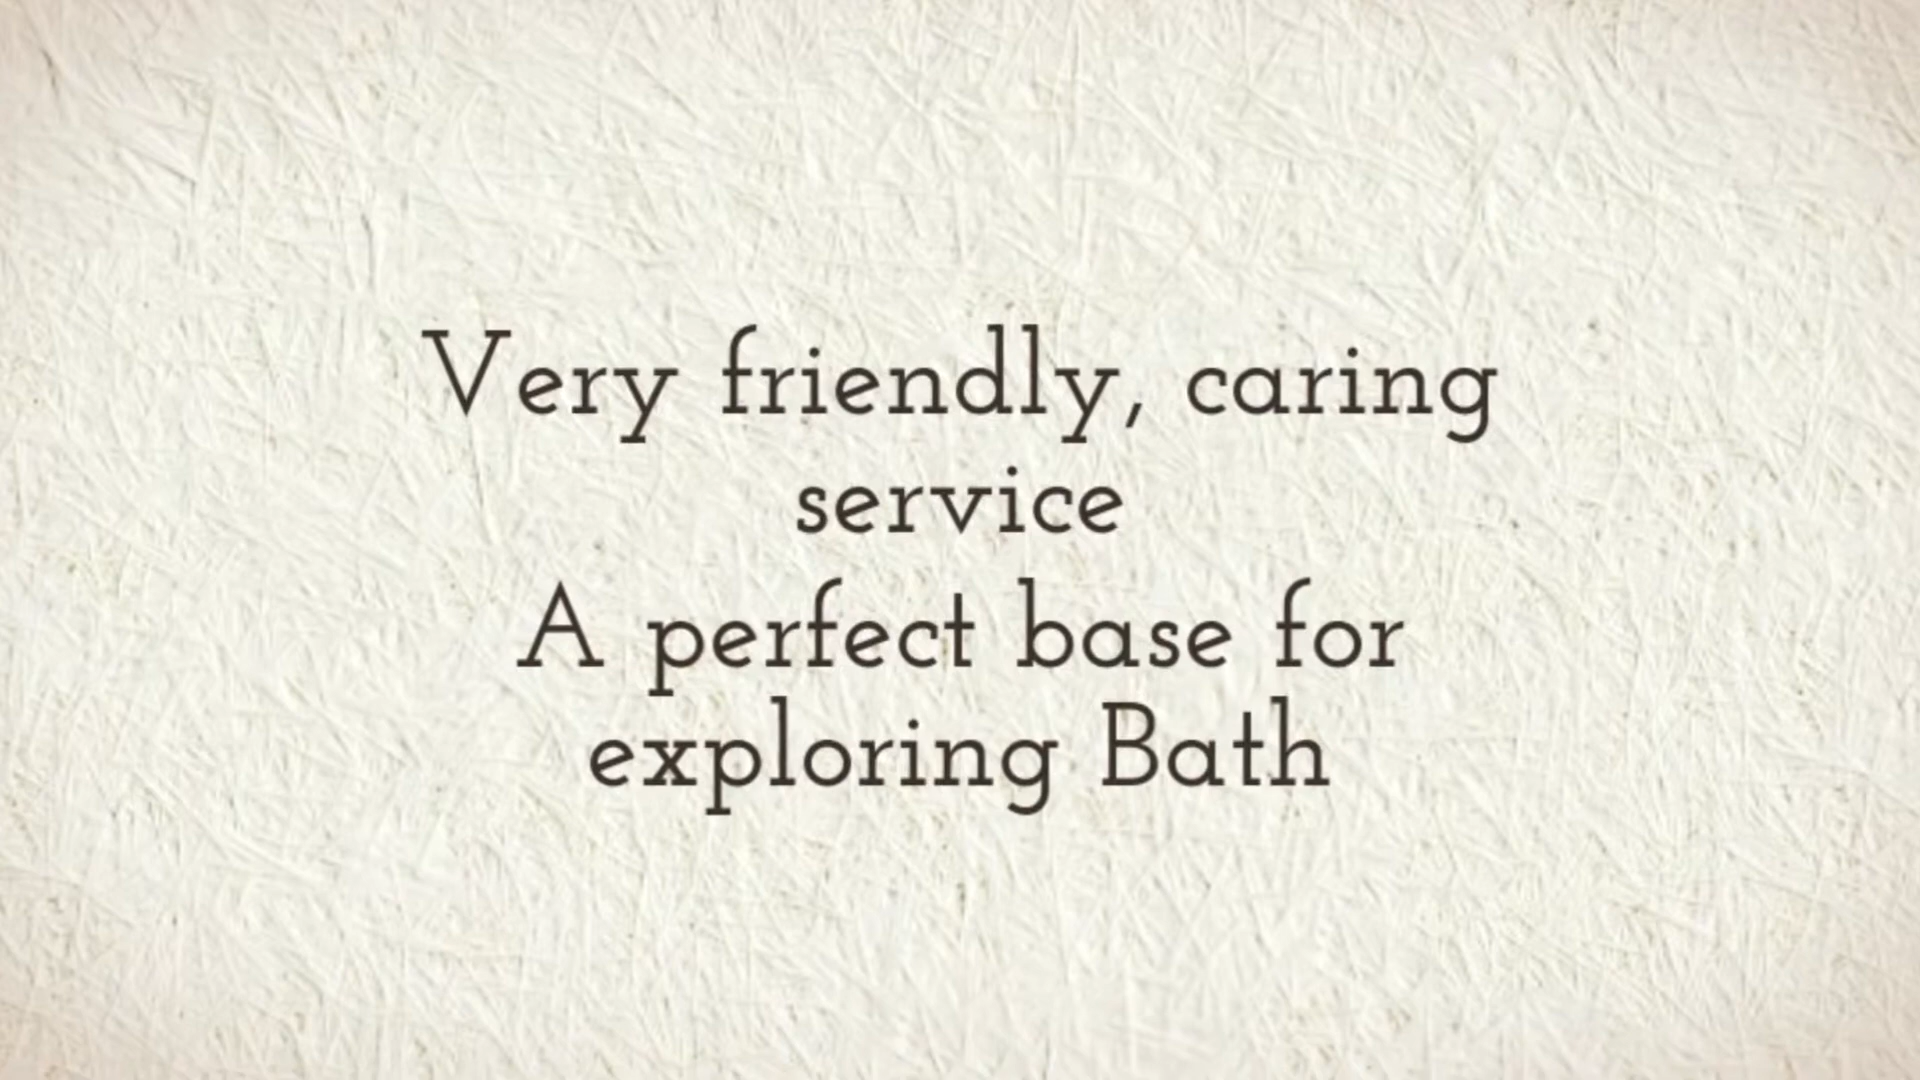 Very friendly, caring
service
A perfect base for
exploring Bath